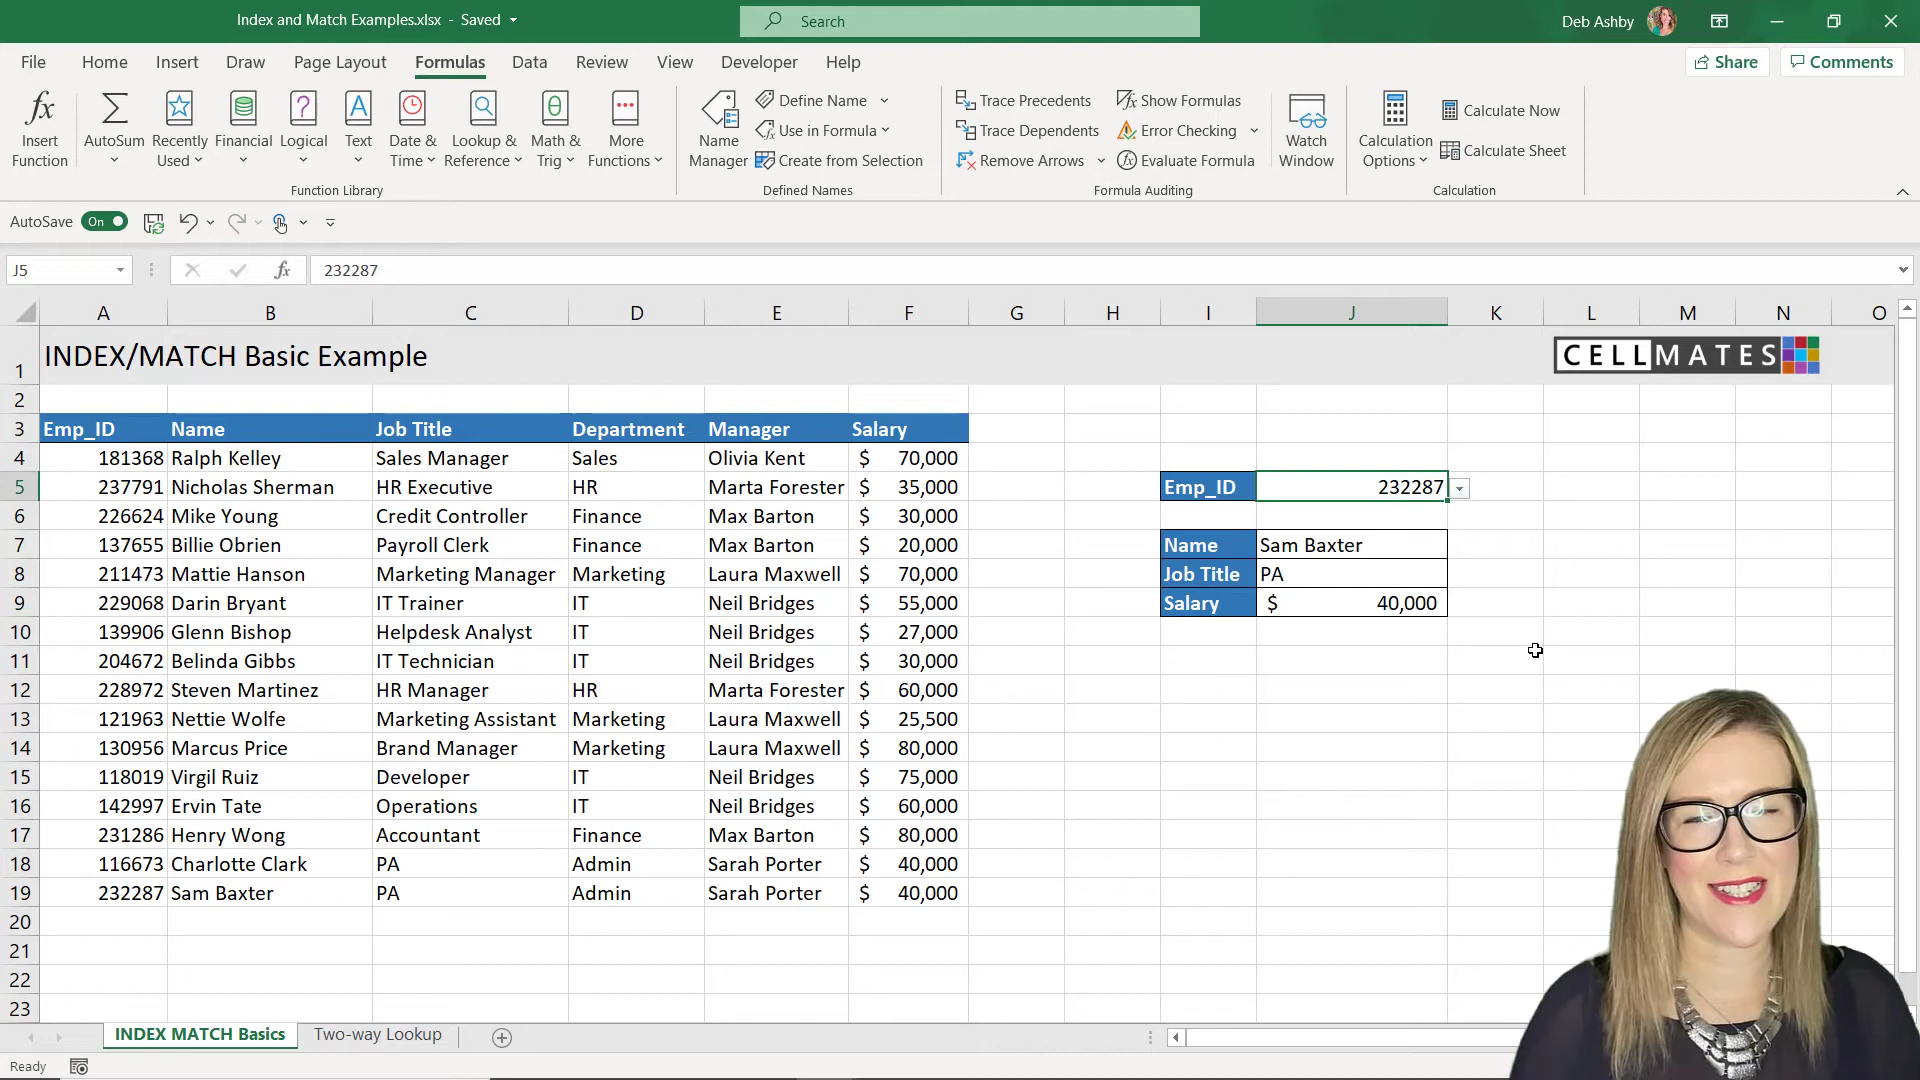 Index and Match Examples.xlsx - Saved
Search
Deb Ashby
File Home Insert Draw Page Layout Formulas Data Review View Developer Help
Share Comments
Insert Function
AutoSum
Recently Used
Financial
Logical
Text
Date & Time
Lookup & Reference
Math & Trig
More Functions
Function Library
Name Manager
Define Name
Use in Formula
Create from Selection
Defined Names
Trace Precedents
Trace Dependents
Remove Arrows
Show Formulas
Error Checking
Evaluate Formula
Formula Auditing
Watch Window
Calculation Options
Calculate Now
Calculate Sheet
Calculation
AutoSave On
J5 fx 232287
A B C D E F G H I J K L M N O
1 INDEX/MATCH Basic Example CELLMATES
2
3 Emp_ID Name Job Title Department Manager Salary
4 181368 Ralph Kelley Sales Manager Sales Olivia Kent $ 70,000
5 237791 Nicholas Sherman HR Executive HR Marta Forester $ 35,000 Emp_ID 232287
6 226624 Mike Young Credit Controller Finance Max Barton $ 30,000
7 137655 Billie Obrien Payroll Clerk Finance Max Barton $ 20,000 Name Sam Baxter
8 211473 Mattie Hanson Marketing Manager Marketing Laura Maxwell $ 70,000 Job Title PA
9 229068 Darin Bryant IT Trainer IT Neil Bridges $ 55,000 Salary $ 40,000
10 139906 Glenn Bishop Helpdesk Analyst IT Neil Bridges $ 27,000
11 204672 Belinda Gibbs IT Technician IT Neil Bridges $ 30,000
12 228972 Steven Martinez HR Manager HR Marta Forester $ 60,000
13 121963 Nettie Wolfe Marketing Assistant Marketing Laura Maxwell $ 25,500
14 130956 Marcus Price Brand Manager Marketing Laura Maxwell $ 80,000
15 118019 Virgil Ruiz Developer IT Neil Bridges $ 75,000
16 142997 Ervin Tate Operations IT Neil Bridges $ 60,000
17 231286 Henry Wong Accountant Finance Max Barton $ 80,000
18 116673 Charlotte Clark PA Admin Sarah Porter $ 40,000
19 232287 Sam Baxter PA Admin Sarah Porter $ 40,000
20
21
22
23
INDEX MATCH Basics Two-way Lookup
Ready